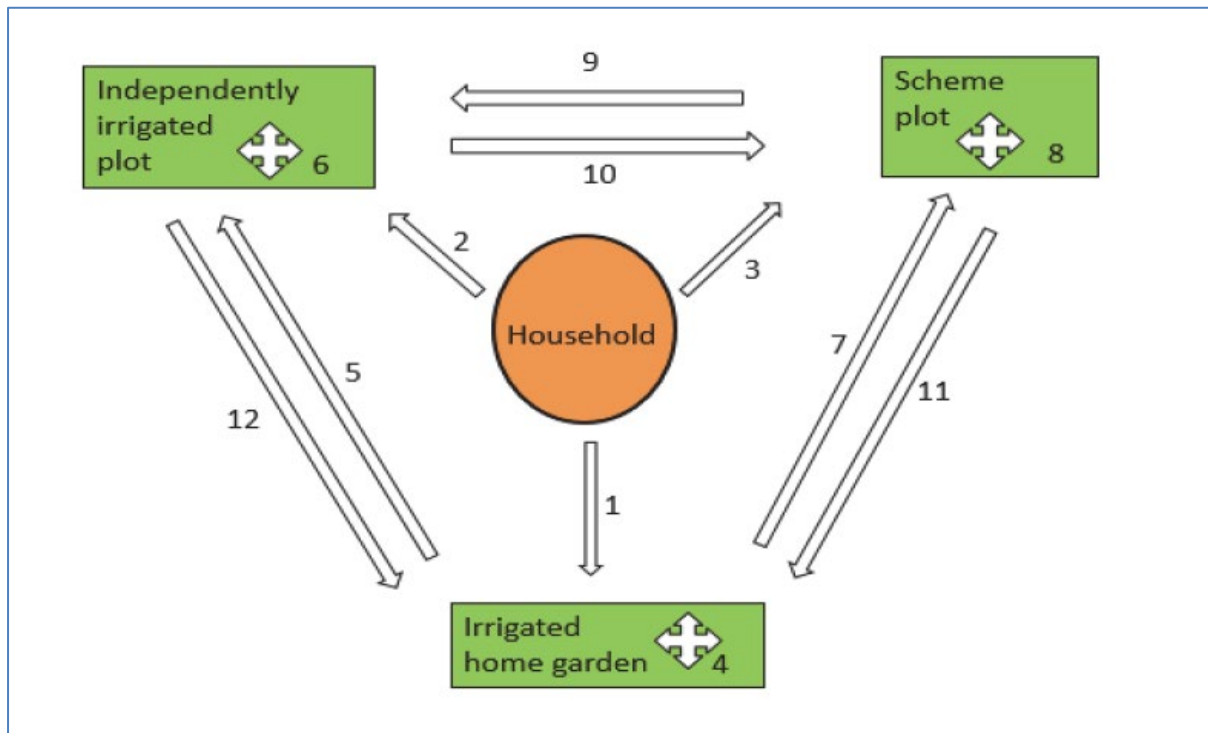 9
Independently
irrigated
plot
6
Scheme
plot
8
10
2
3
Household
5
7
12
11
1
Irrigated
home garden
4